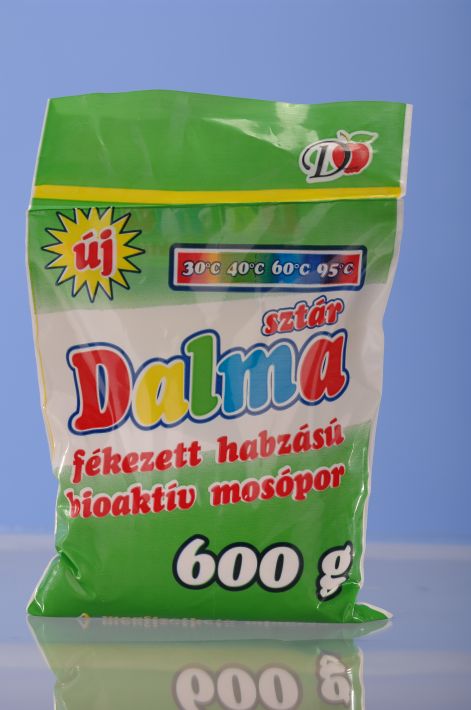 D
új
30°C 40°C 60°C 95°C
sztár
Dalma
fékezett habzású
bioaktív mosópor
600 g